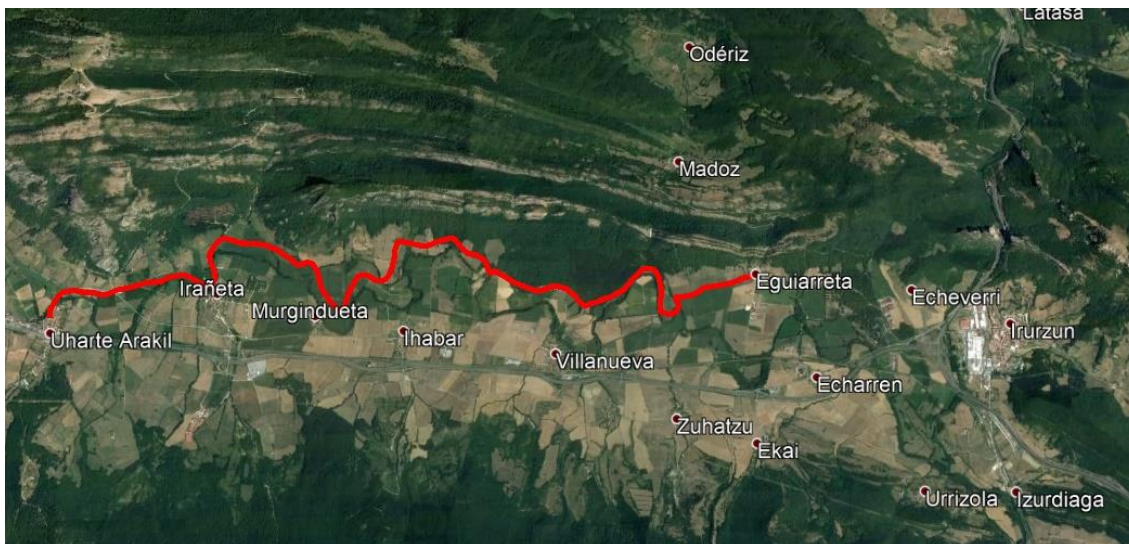 Latasa
Odériz
Madoz
Eguiarreta
Irañeta
Echeverri
Murgindueta
Irurzun
Uharte Arakil
Ihabar
Villanueva
Echarren
Zuhatzu
Ekai
Urrizola
Izurdiaga